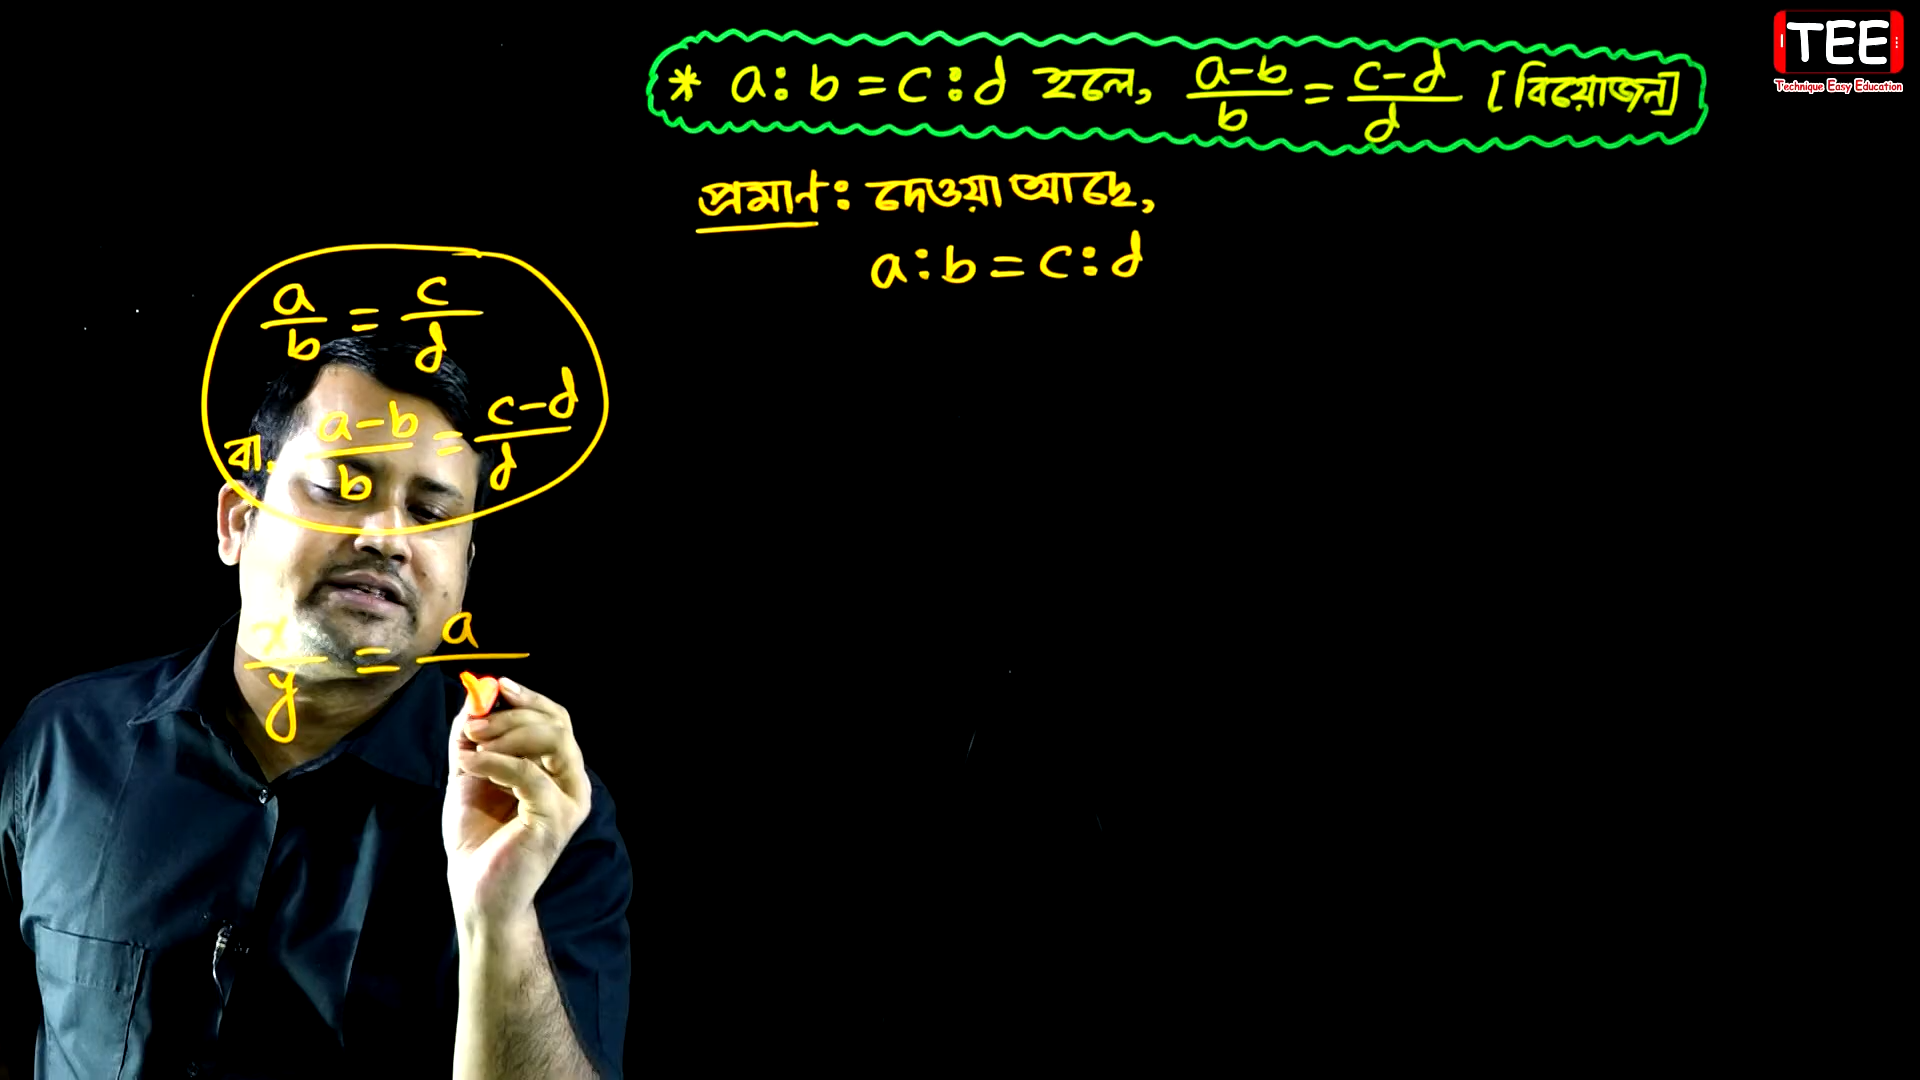 * a : b = c : d হলে, (a-b)/b = (c-d)/d [বিয়োজন]
TEE
Technique Easy Education
প্রমাণ : দেওয়া আছে,
a : b = c : d
a/b = c/d
বা, (a-b)/b = (c-d)/d
x/y = a/